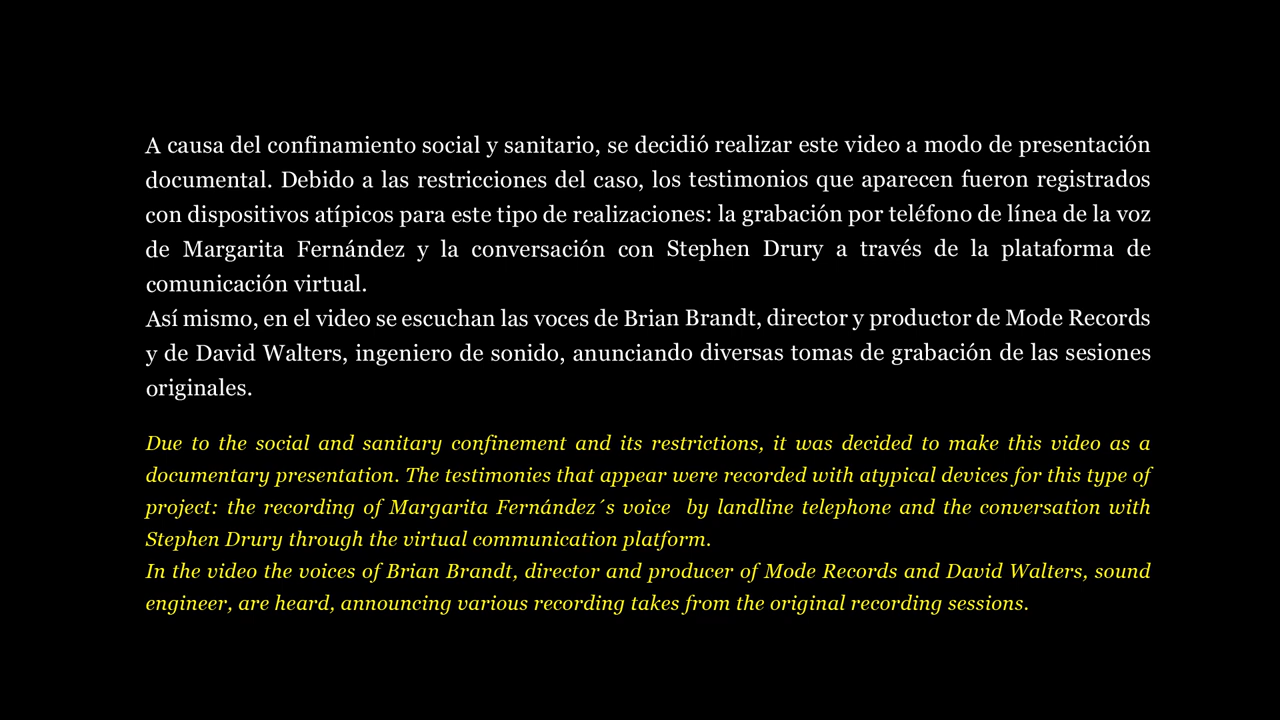 A causa del confinamiento social y sanitario, se decidió realizar este video a modo de presentación
documental. Debido a las restricciones del caso, los testimonios que aparecen fueron registrados
con dispositivos atípicos para este tipo de realizaciones: la grabación por teléfono de línea de la voz
de Margarita Fernández y la conversación con Stephen Drury a través de la plataforma de
comunicación virtual.
Así mismo, en el video se escuchan las voces de Brian Brandt, director y productor de Mode Records
y de David Walters, ingeniero de sonido, anunciando diversas tomas de grabación de las sesiones
originales.
Due to the social and sanitary confinement and its restrictions, it was decided to make this video as a
documentary presentation. The testimonies that appear were recorded with atypical devices for this type of
project: the recording of Margarita Fernández´s voice  by landline telephone and the conversation with
Stephen Drury through the virtual communication platform.
In the video the voices of Brian Brandt, director and producer of Mode Records and David Walters, sound
engineer, are heard, announcing various recording takes from the original recording sessions.